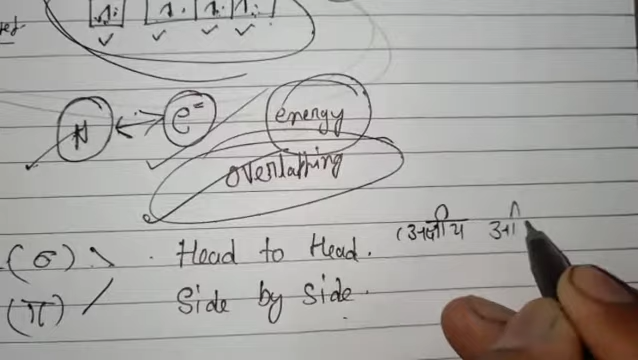 N e⁻ energy
overlapping
(σ) Head to Head. (अक्षीय
(π) Side by Side.